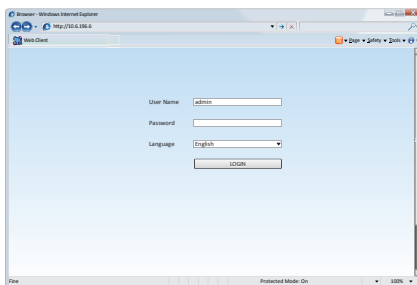 Browser - Windows Internet Explorer
http://10.6.196.6
Web Client
Page Safety Tools
User Name admin
Password
Language English
LOGIN
Fine Protected Mode: On 100%